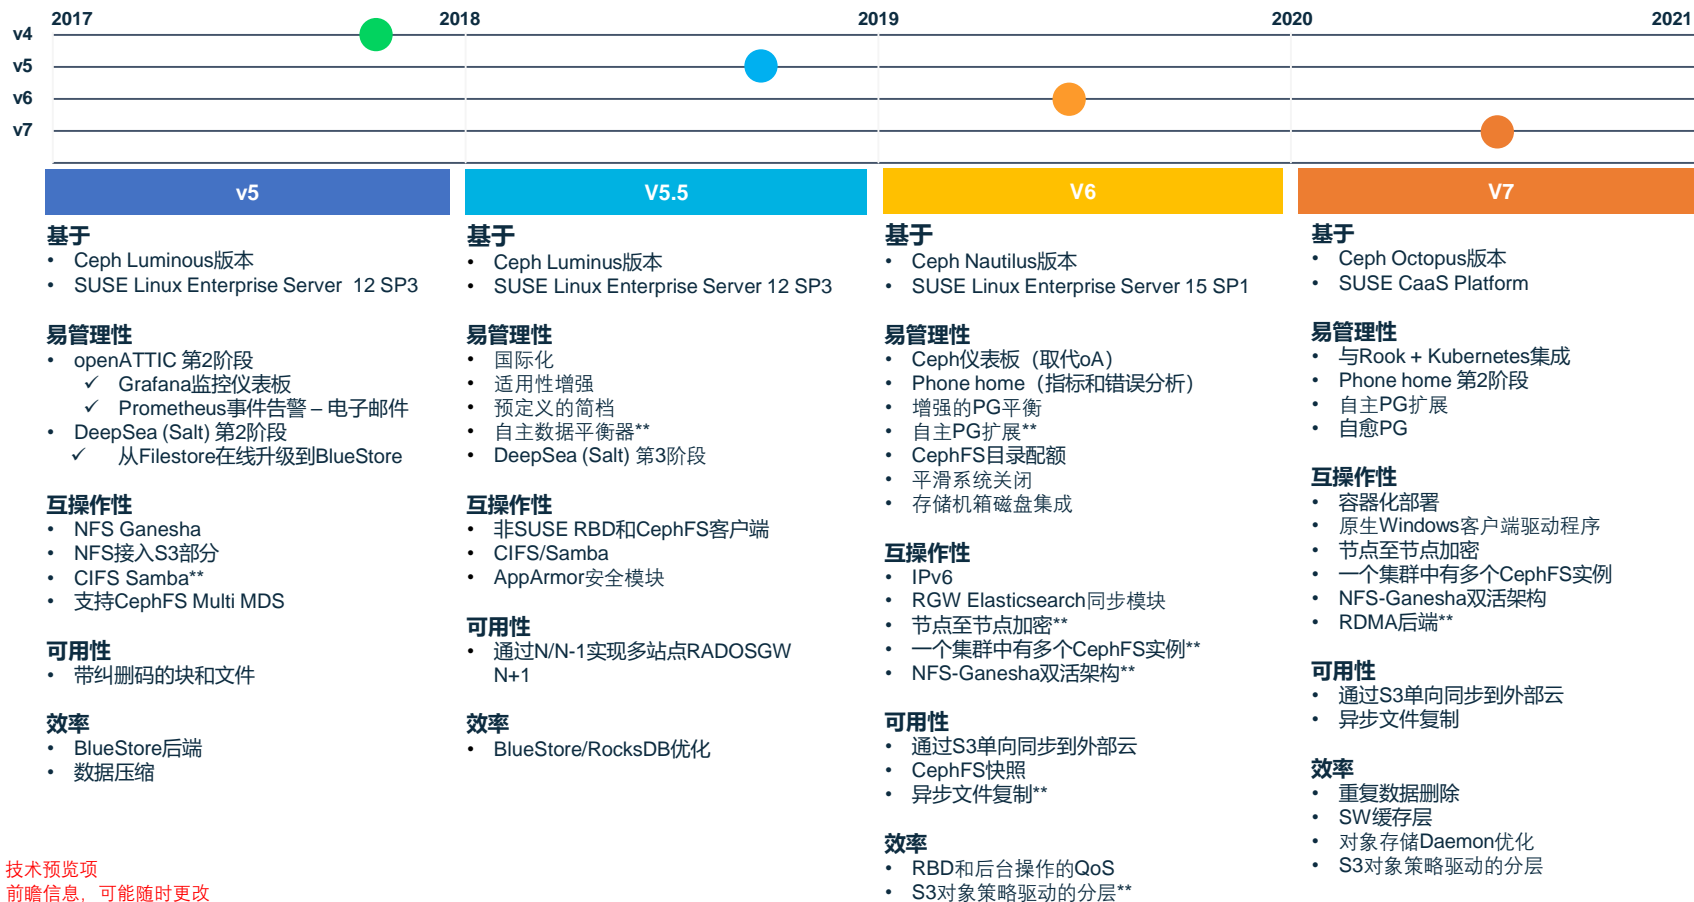 2017 2018 2019 2020 2021
v4
v5
v6
v7
v5
基于
• Ceph Luminous版本
• SUSE Linux Enterprise Server 12 SP3
易管理性
• openATTIC 第2阶段
✓ Grafana监控仪表板
✓ Prometheus事件告警 – 电子邮件
• DeepSea (Salt) 第2阶段
✓ 从Filestore在线升级到BlueStore
互操作性
• NFS Ganesha
• NFS接入S3部分
• CIFS Samba**
• 支持CephFS Multi MDS
可用性
• 带纠删码的块和文件
效率
• BlueStore后端
• 数据压缩
V5.5
基于
• Ceph Luminus版本
• SUSE Linux Enterprise Server 12 SP3
易管理性
• 国际化
• 适用性增强
• 预定义的简档
• 自主数据平衡器**
• DeepSea (Salt) 第3阶段
互操作性
• 非SUSE RBD和CephFS客户端
• CIFS/Samba
• AppArmor安全模块
可用性
• 通过N/N-1实现多站点RADOSGW
N+1
效率
• BlueStore/RocksDB优化
V6
基于
• Ceph Nautilus版本
• SUSE Linux Enterprise Server 15 SP1
易管理性
• Ceph仪表板（取代oA）
• Phone home（指标和错误分析）
• 增强的PG平衡
• 自主PG扩展**
• CephFS目录配额
• 平滑系统关闭
• 存储机箱磁盘集成
互操作性
• IPv6
• RGW Elasticsearch同步模块
• 节点至节点加密**
• 一个集群中有多个CephFS实例**
• NFS-Ganesha双活架构**
可用性
• 通过S3单向同步到外部云
• CephFS快照
• 异步文件复制**
效率
• RBD和后台操作的QoS
• S3对象策略驱动的分层**
V7
基于
• Ceph Octopus版本
• SUSE CaaS Platform
易管理性
• 与Rook + Kubernetes集成
• Phone home 第2阶段
• 自主PG扩展
• 自愈PG
互操作性
• 容器化部署
• 原生Windows客户端驱动程序
• 节点至节点加密
• 一个集群中有多个CephFS实例
• NFS-Ganesha双活架构
• RDMA后端**
可用性
• 通过S3单向同步到外部云
• 异步文件复制
效率
• 重复数据删除
• SW缓存层
• 对象存储Daemon优化
• S3对象策略驱动的分层
技术预览项
前瞻信息，可能随时更改